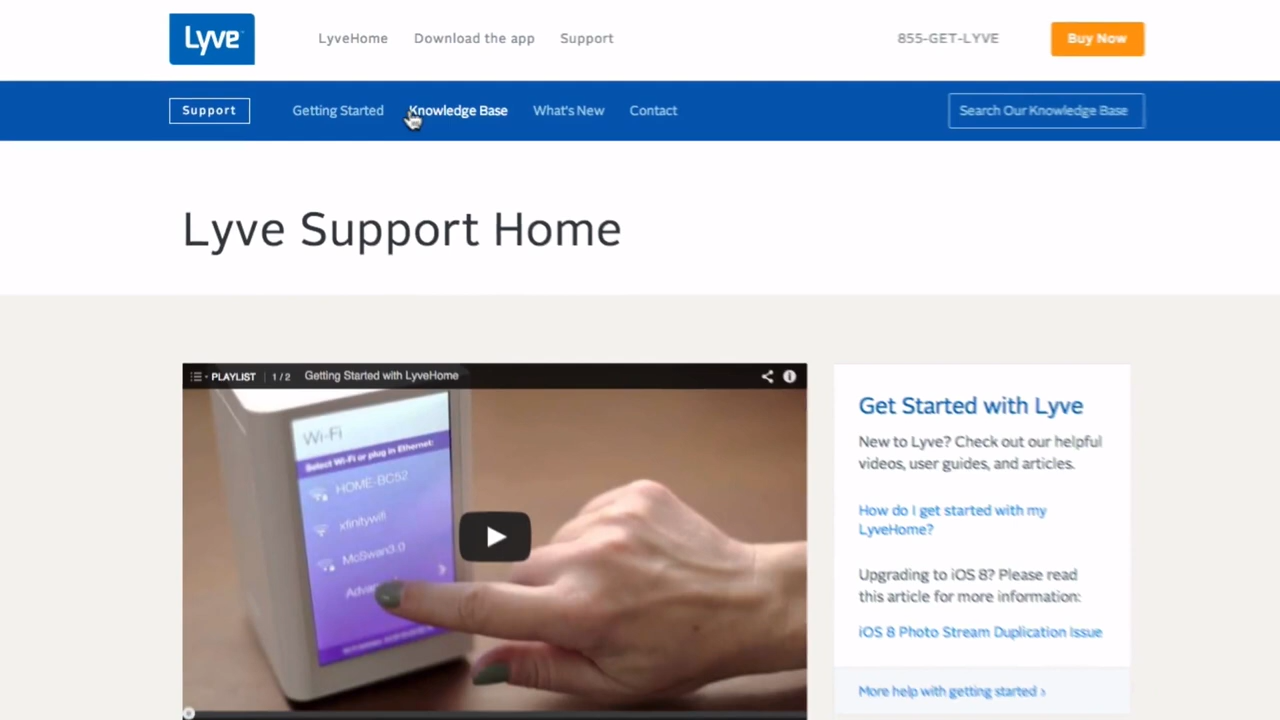 Lyve
LyveHome Download the app Support 855-GET-LYVE Buy Now
Support Getting Started Knowledge Base What's New Contact Search Our Knowledge Base
Lyve Support Home
PLAYLIST 1 / 2 Getting Started with LyveHome
Wi-Fi
Select Wi-Fi or plug in Ethernet:
HOME-BC52
xfinitywifi
McSwan3.0
Get Started with Lyve
New to Lyve? Check out our helpful
videos, user guides, and articles.
How do I get started with my
LyveHome?
Upgrading to iOS 8? Please read
this article for more information:
iOS 8 Photo Stream Duplication Issue
More help with getting started ›